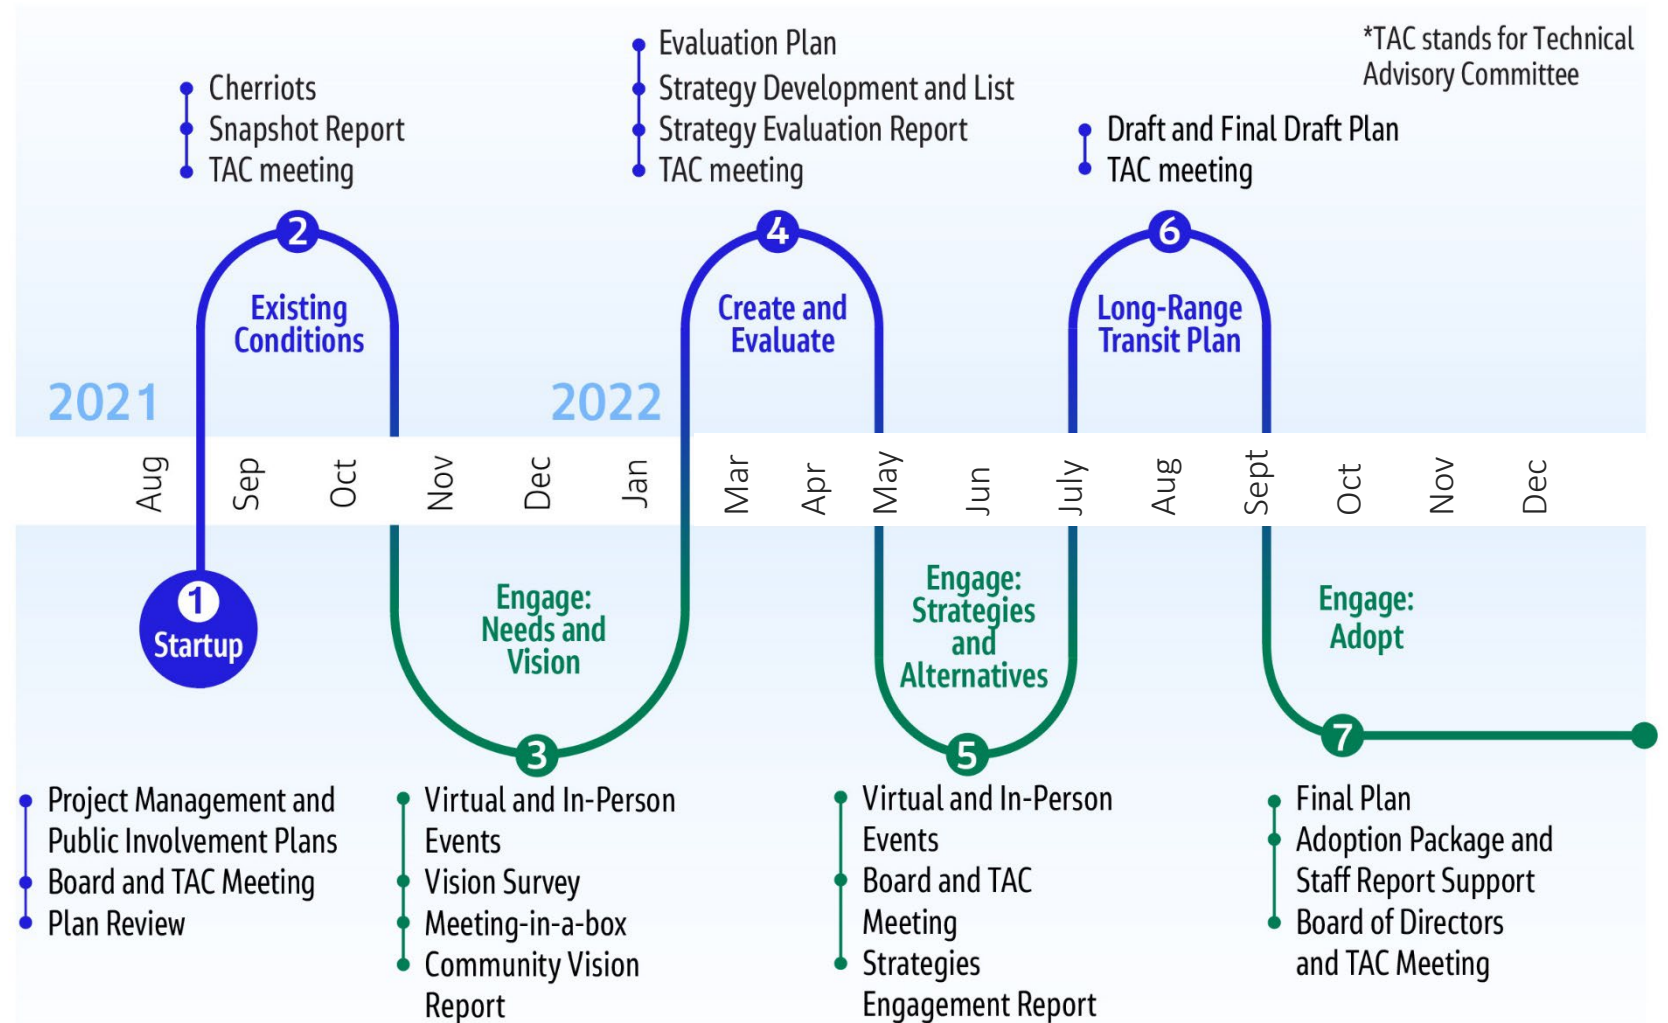 *TAC stands for Technical
Advisory Committee
Cherriots
Snapshot Report
TAC meeting
Evaluation Plan
Strategy Development and List
Strategy Evaluation Report
TAC meeting
Draft and Final Draft Plan
TAC meeting
2
Existing
Conditions
4
Create and
Evaluate
6
Long-Range
Transit Plan
2021
2022
Aug
Sep
Oct
Nov
Dec
Jan
Mar
Apr
May
Jun
July
Aug
Sept
Oct
Nov
Dec
1
Startup
Engage:
Needs and
Vision
3
Engage:
Strategies
and
Alternatives
5
Engage:
Adopt
7
Project Management and
Public Involvement Plans
Board and TAC Meeting
Plan Review
Virtual and In-Person
Events
Vision Survey
Meeting-in-a-box
Community Vision
Report
Virtual and In-Person
Events
Board and TAC
Meeting
Strategies
Engagement Report
Final Plan
Adoption Package and
Staff Report Support
Board of Directors
and TAC Meeting